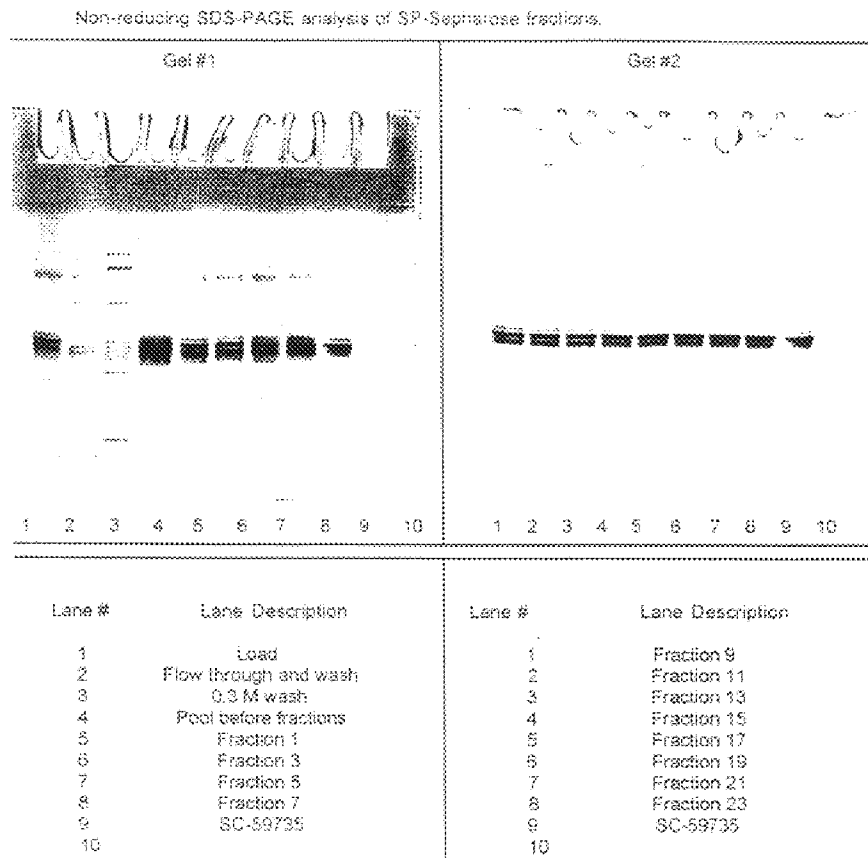 Non-reducing SDS-PAGE analysis of SP-Sepharose fractions.
Gel #1
Gel #2
1 2 3 4 5 6 7 8 9 10
1 2 3 4 5 6 7 8 9 10
Lane # Lane Description
1 Load
2 Flow through and wash
3 0.3 M wash
4 Pool before fractions
5 Fraction 1
6 Fraction 3
7 Fraction 5
8 Fraction 7
9 SC-59735
10
Lane # Lane Description
1 Fraction 9
2 Fraction 11
3 Fraction 13
4 Fraction 15
5 Fraction 17
6 Fraction 19
7 Fraction 21
8 Fraction 23
9 SC-59735
10